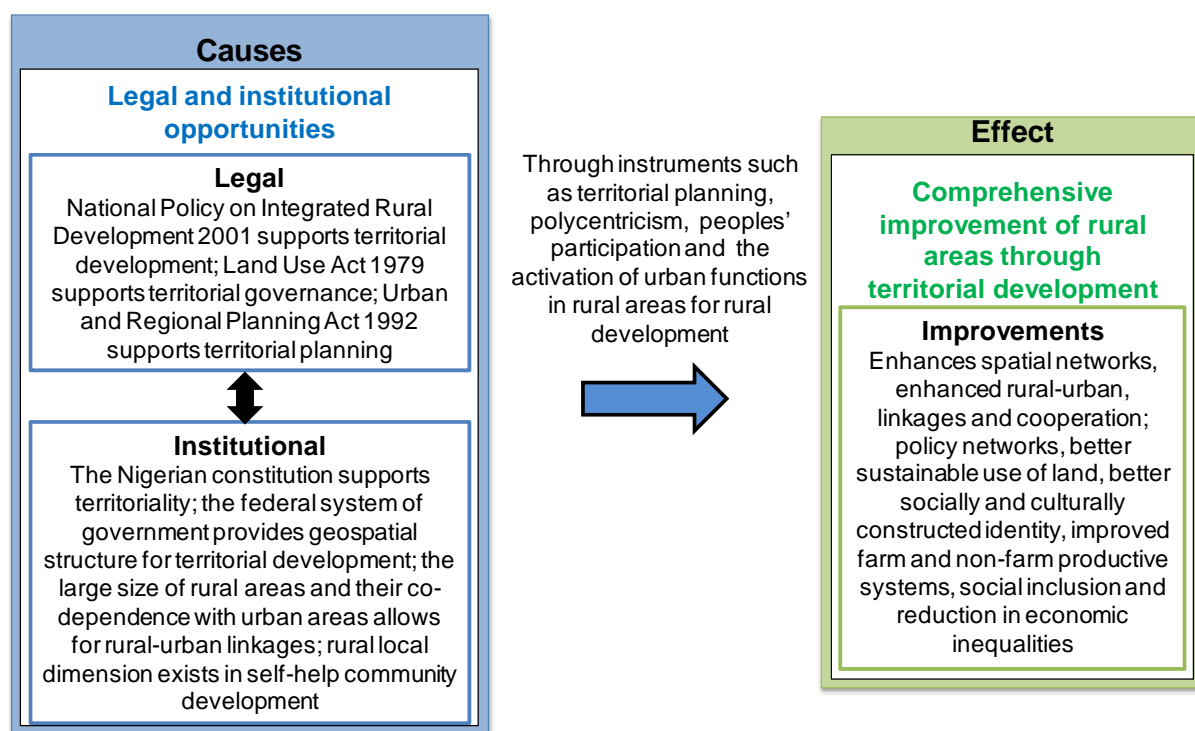 Causes
Legal and institutional
opportunities
Legal
National Policy on Integrated Rural
Development 2001 supports territorial
development; Land Use Act 1979
supports territorial governance; Urban
and Regional Planning Act 1992
supports territorial planning
Institutional
The Nigerian constitution supports
territoriality; the federal system of
government provides geospatial
structure for territorial development; the
large size of rural areas and their co-
dependence with urban areas allows
for rural-urban linkages; rural local
dimension exists in self-help community
development
Through instruments such
as territorial planning,
polycentricism, peoples'
participation and the
activation of urban functions
in rural areas for rural
development
Effect
Comprehensive
improvement of rural
areas through
territorial development
Improvements
Enhances spatial networks,
enhanced rural-urban,
linkages and cooperation;
policy networks, better
sustainable use of land, better
socially and culturally
constructed identity, improved
farm and non-farm productive
systems, social inclusion and
reduction in economic
inequalities